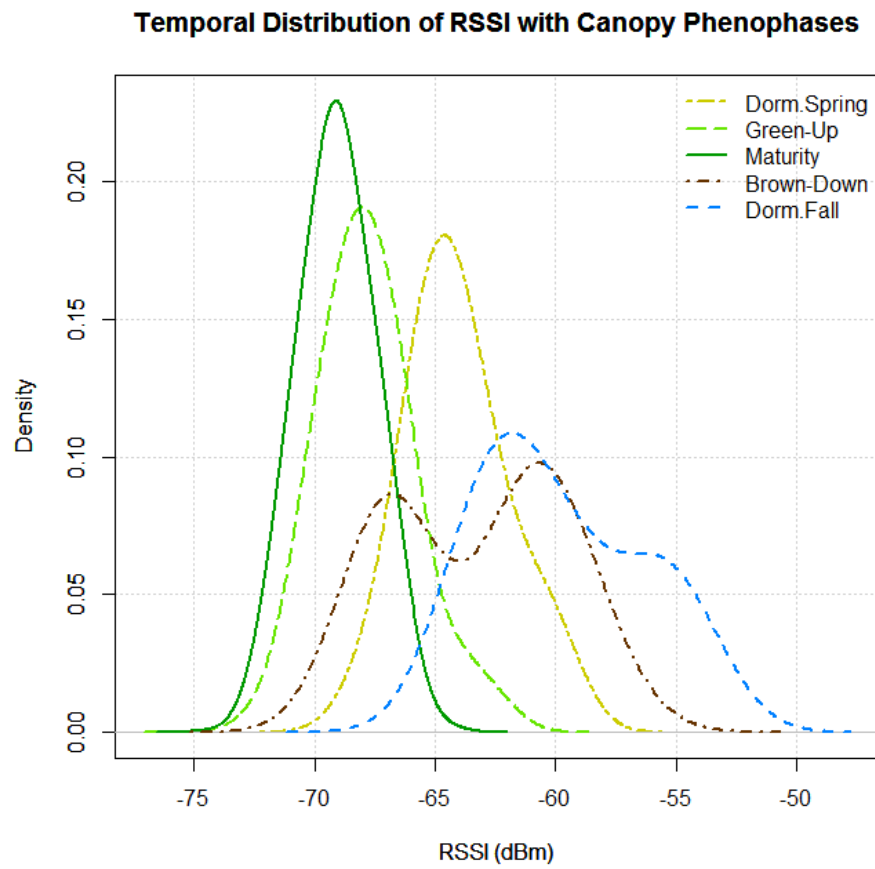 Temporal Distribution of RSSI with Canopy Phenophases
Dorm.Spring
Green-Up
Maturity
Brown-Down
Dorm.Fall
Density
0.20
0.15
0.10
0.05
0.00
-75 -70 -65 -60 -55 -50
RSSI (dBm)